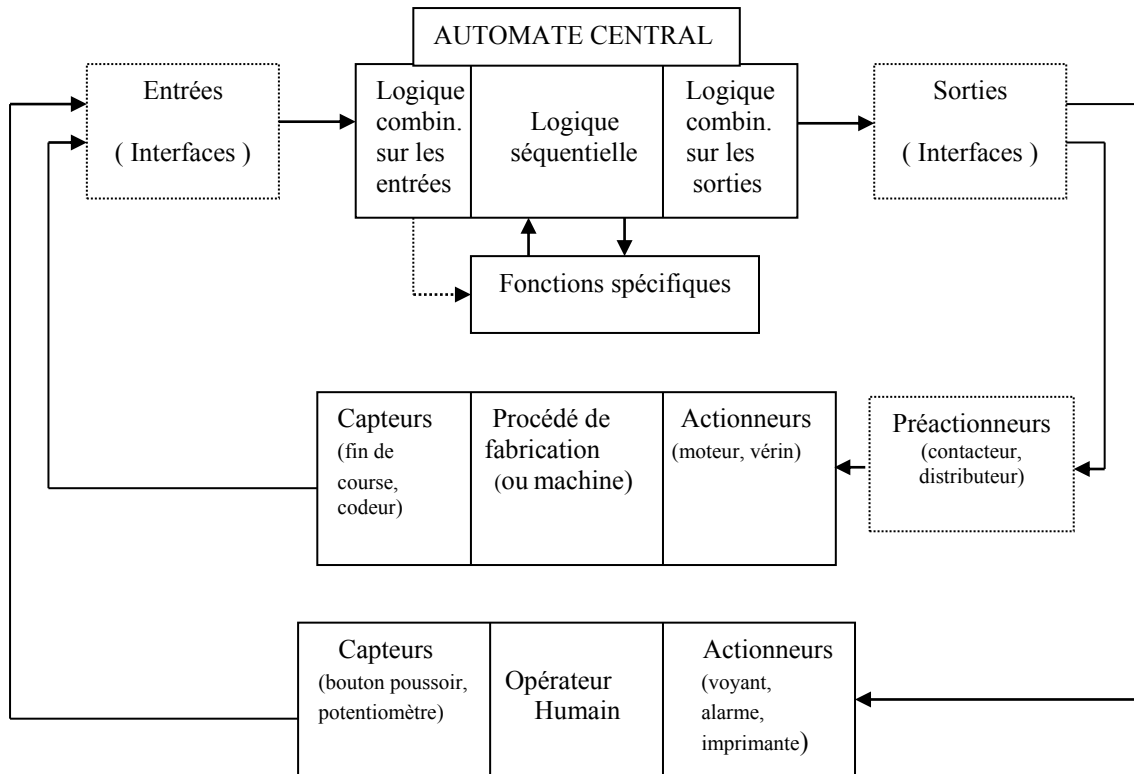 AUTOMATE CENTRAL
Entrées
( Interfaces )
Logique
combin.
sur les
entrées
Logique
séquentielle
Logique
combin.
sur les
sorties
Sorties
( Interfaces )
Fonctions spécifiques
Capteurs
(fin de
course,
codeur)
Procédé de
fabrication
(ou machine)
Actionneurs
(moteur, vérin)
Préactionneurs
(contacteur,
distributeur)
Capteurs
(bouton poussoir,
potentiomètre)
Opérateur
Humain
Actionneurs
(voyant,
alarme,
imprimante)